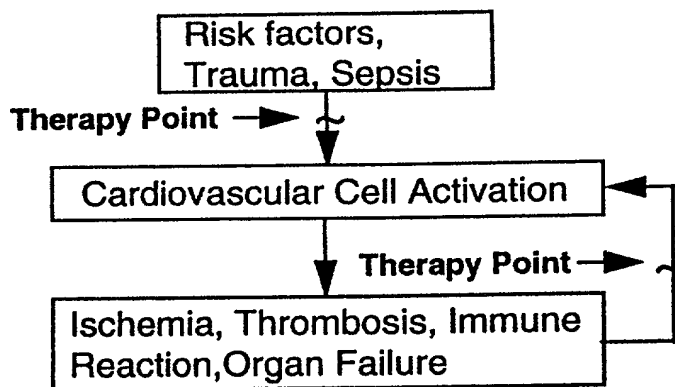 Risk factors,
Trauma, Sepsis
Therapy Point
Cardiovascular Cell Activation
Therapy Point
Ischemia, Thrombosis, Immune
Reaction,Organ Failure